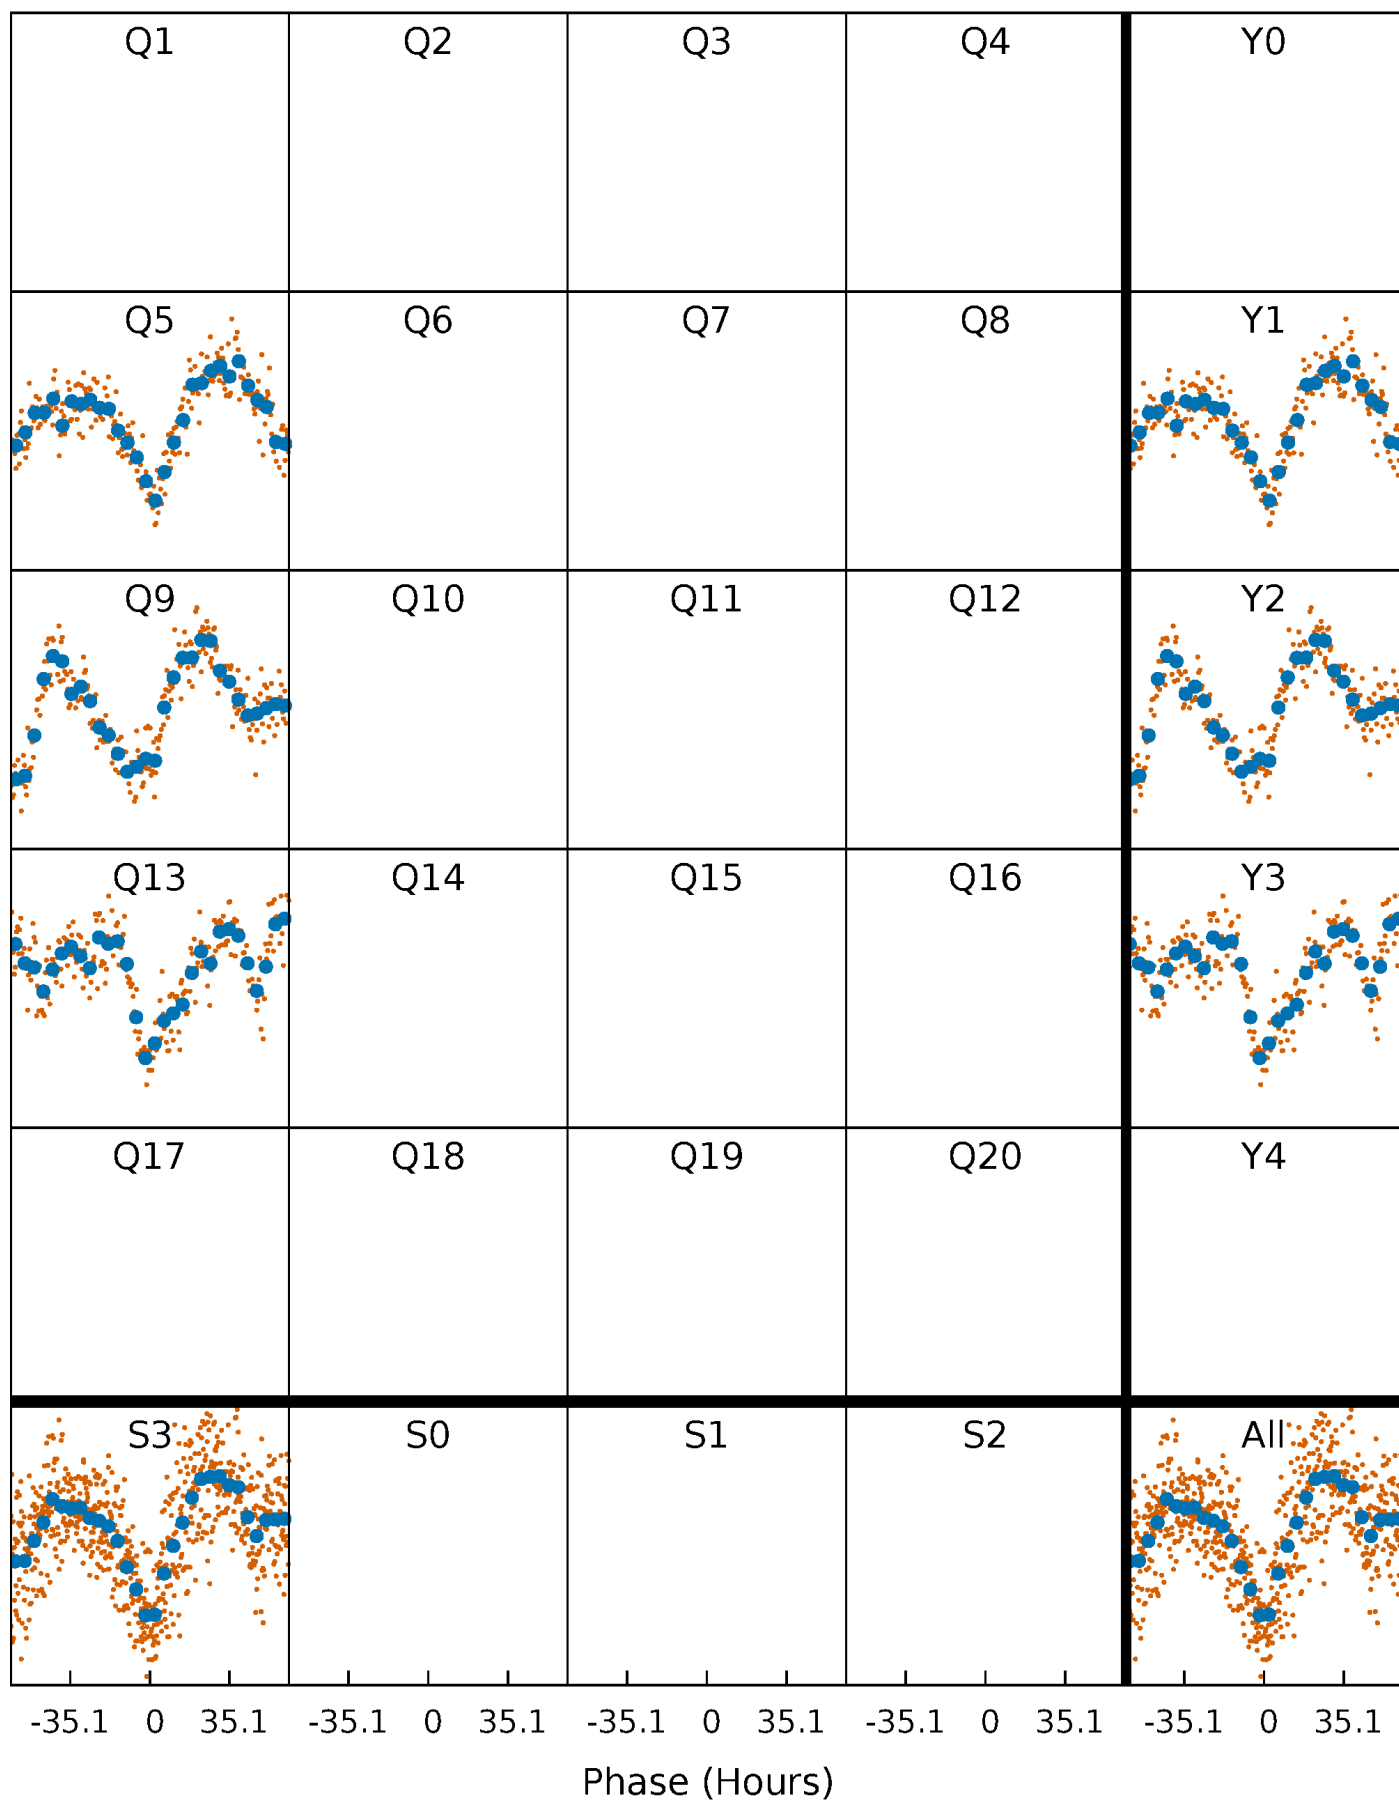 Q1 Q2 Q3 Q4 Y0
Q5 Q6 Q7 Q8 Y1
Q9 Q10 Q11 Q12 Y2
Q13 Q14 Q15 Q16 Y3
Q17 Q18 Q19 Q20 Y4
S3 S0 S1 S2 All
-35.1 0 35.1 -35.1 0 35.1 -35.1 0 35.1 -35.1 0 35.1 -35.1 0 35.1
Phase (Hours)